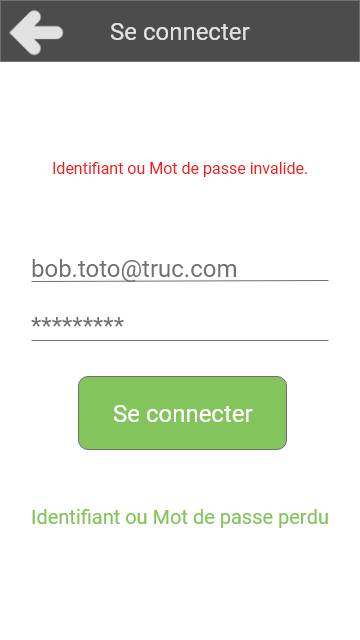 Se connecter
Identifiant ou Mot de passe invalide.
bob.toto@truc.com
*********
Se connecter
Identifiant ou Mot de passe perdu